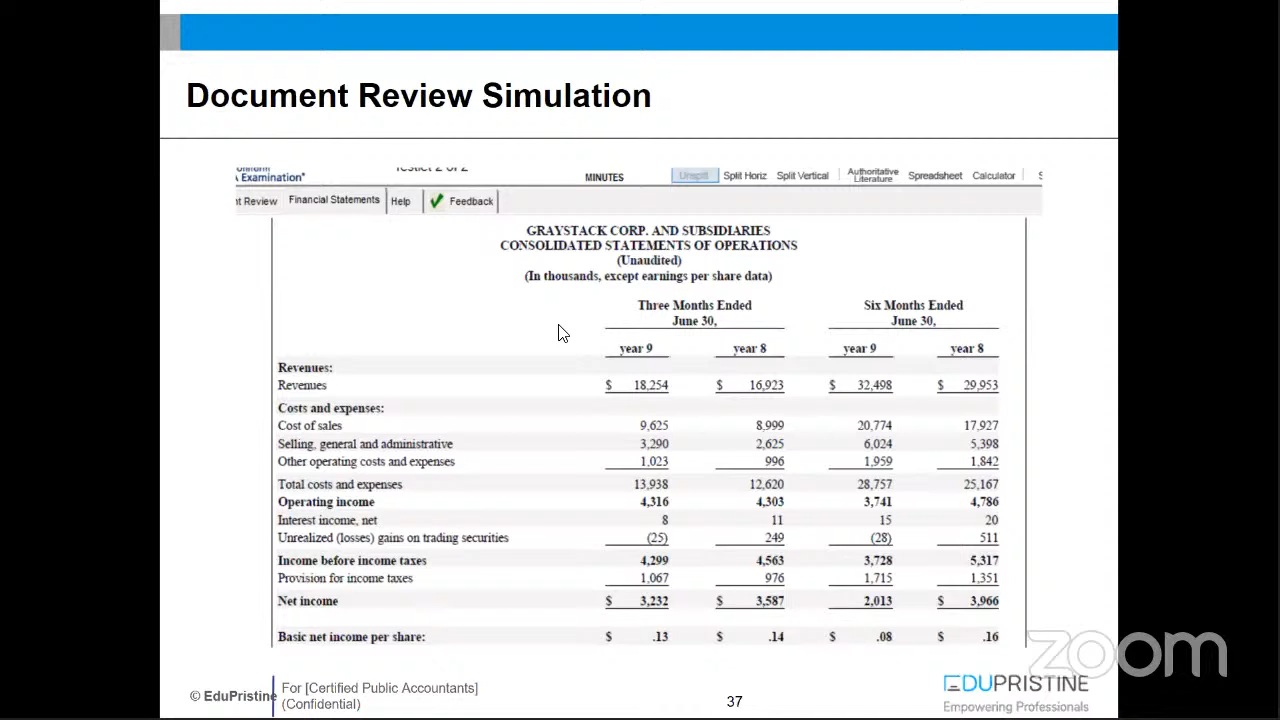 Document Review Simulation
Examination*
MINUTES
Unsplit
Split Horiz
Split Vertical
Authoritative
Literature
Spreadsheet
Calculator
Review
Financial Statements
Help
Feedback
GRAYSTACK CORP. AND SUBSIDIARIES
CONSOLIDATED STATEMENTS OF OPERATIONS
(Unaudited)
(In thousands, except earnings per share data)
Three Months Ended Six Months Ended
June 30, June 30,
year 9 year 8 year 9 year 8
Revenues:
Revenues $ 18,254 $ 16,923 $ 32,498 $ 29,953
Costs and expenses:
Cost of sales 9,625 8,999 20,774 17,927
Selling, general and administrative 3,290 2,625 6,024 5,398
Other operating costs and expenses 1,023 996 1,959 1,842
Total costs and expenses 13,938 12,620 28,757 25,167
Operating income 4,316 4,303 3,741 4,786
Interest income, net 8 11 15 20
Unrealized (losses) gains on trading securities (25) 249 (28) 511
Income before income taxes 4,299 4,563 3,728 5,317
Provision for income taxes 1,067 976 1,715 1,351
Net income $ 3,232 $ 3,587 2,013 $ 3,966
Basic net income per share: $ .13 $ .14 $ .08 $ .16
zoom
© EduPristine
For [Certified Public Accountants]
(Confidential)
37
EDUPRISTINE
Empowering Professionals